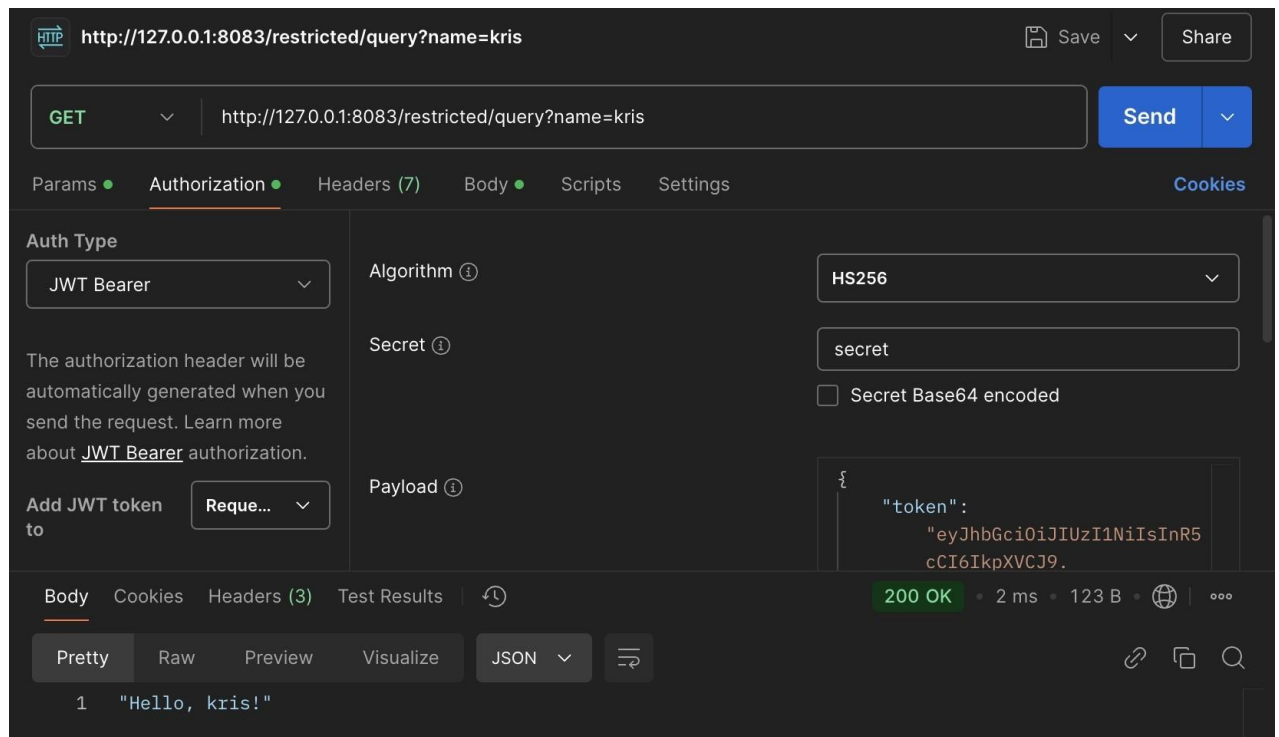 HTTP http://127.0.0.1:8083/restricted/query?name=kris Save Share
GET http://127.0.0.1:8083/restricted/query?name=kris Send
Params Authorization Headers (7) Body Scripts Settings Cookies
Auth Type
JWT Bearer
The authorization header will be
automatically generated when you
send the request. Learn more
about JWT Bearer authorization.
Add JWT token
to
Reque...
Algorithm
HS256
Secret
secret
Secret Base64 encoded
Payload
{
"token":
"eyJhbGciOiJIUzI1NiIsInR5
cCI6IkpXVCJ9.
Body Cookies Headers (3) Test Results 200 OK • 2 ms • 123 B •
Pretty Raw Preview Visualize JSON
1 "Hello, kris!"